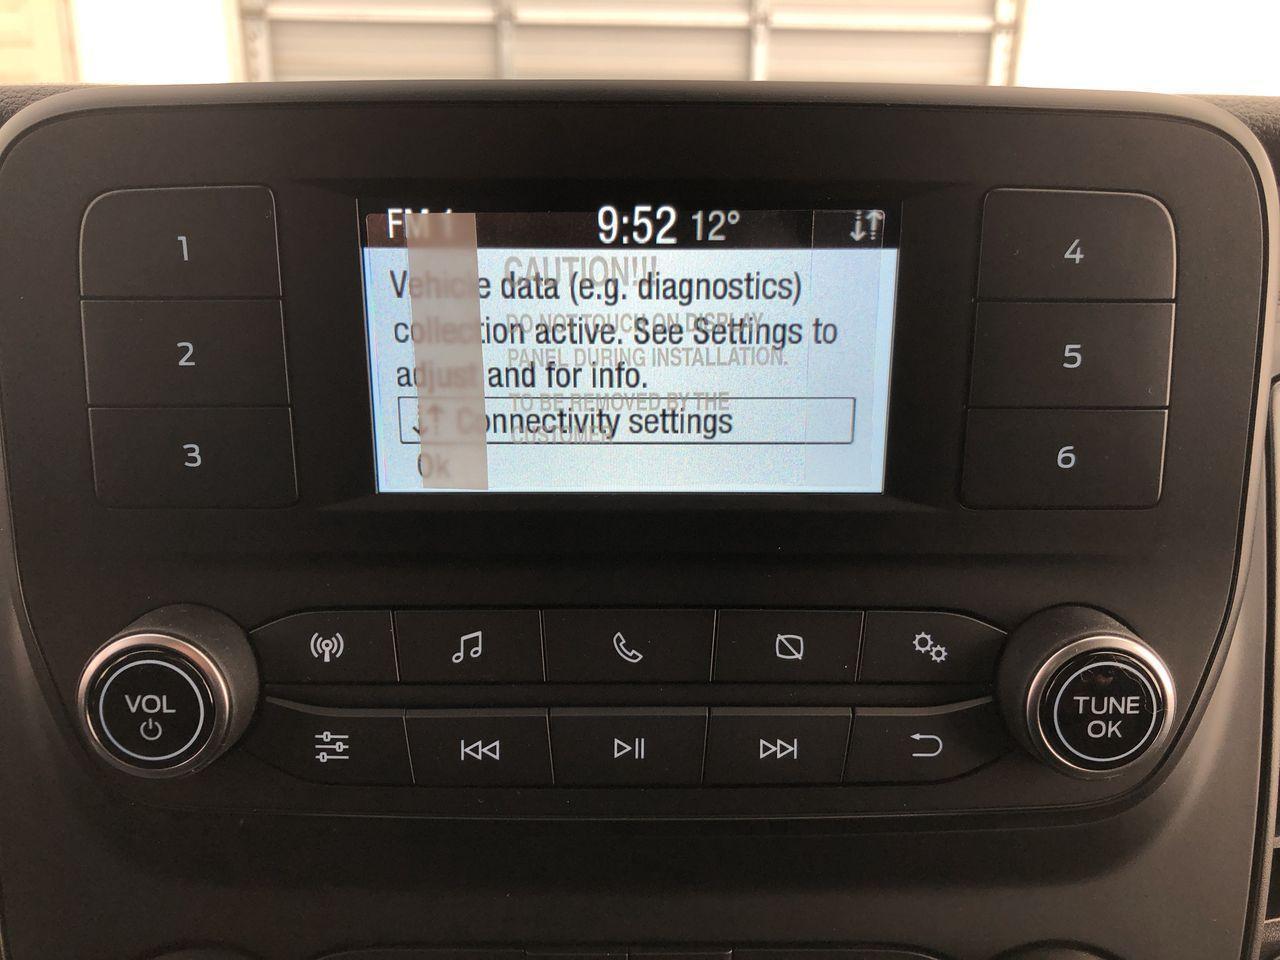 FM 1 9:52 12°
Vehicle data (e.g. diagnostics)
collection active. See Settings to
adjust and for info.
Connectivity settings
Ok
CAUTION!!!
DO NOT TOUCH ON DISPLAY
PANEL DURING INSTALLATION.
TO BE REMOVED BY THE
CUSTOMER
1
2
3
4
5
6
VOL
TUNE
OK